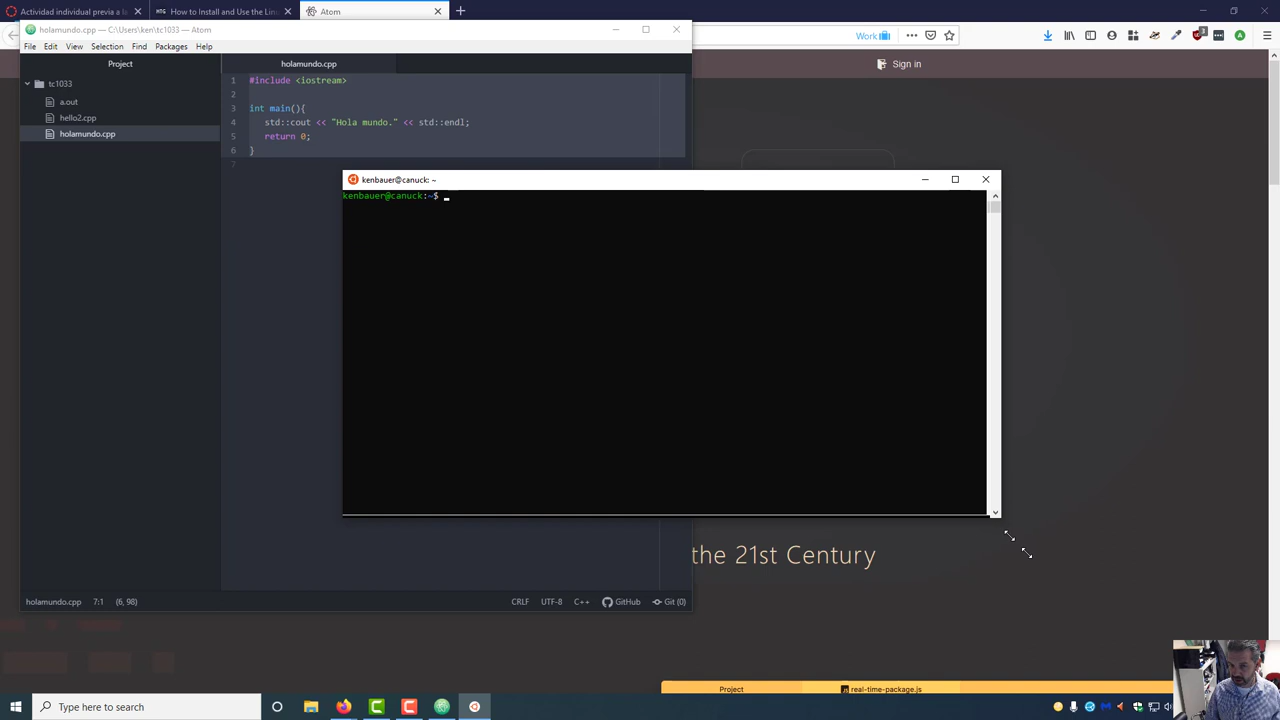 Actividad individual previa a la
How to Install and Use the Lin
Atom
holamundo.cpp — C:\Users\ken\tc1033 — Atom
File Edit View Selection Find Packages Help
Work
Sign in
Project
holamundo.cpp
tc1033
a.out
hello2.cpp
holamundo.cpp
1 #include <iostream>
2
3 int main(){
4 std::cout << "Hola mundo." << std::endl;
5 return 0;
6 }
7
kenbauer@canuck: ~
kenbauer@canuck:~$
the 21st Century
holamundo.cpp 7:1 (6, 98) CRLF UTF-8 C++ GitHub Git (0)
Project real-time-package.js
Type here to search